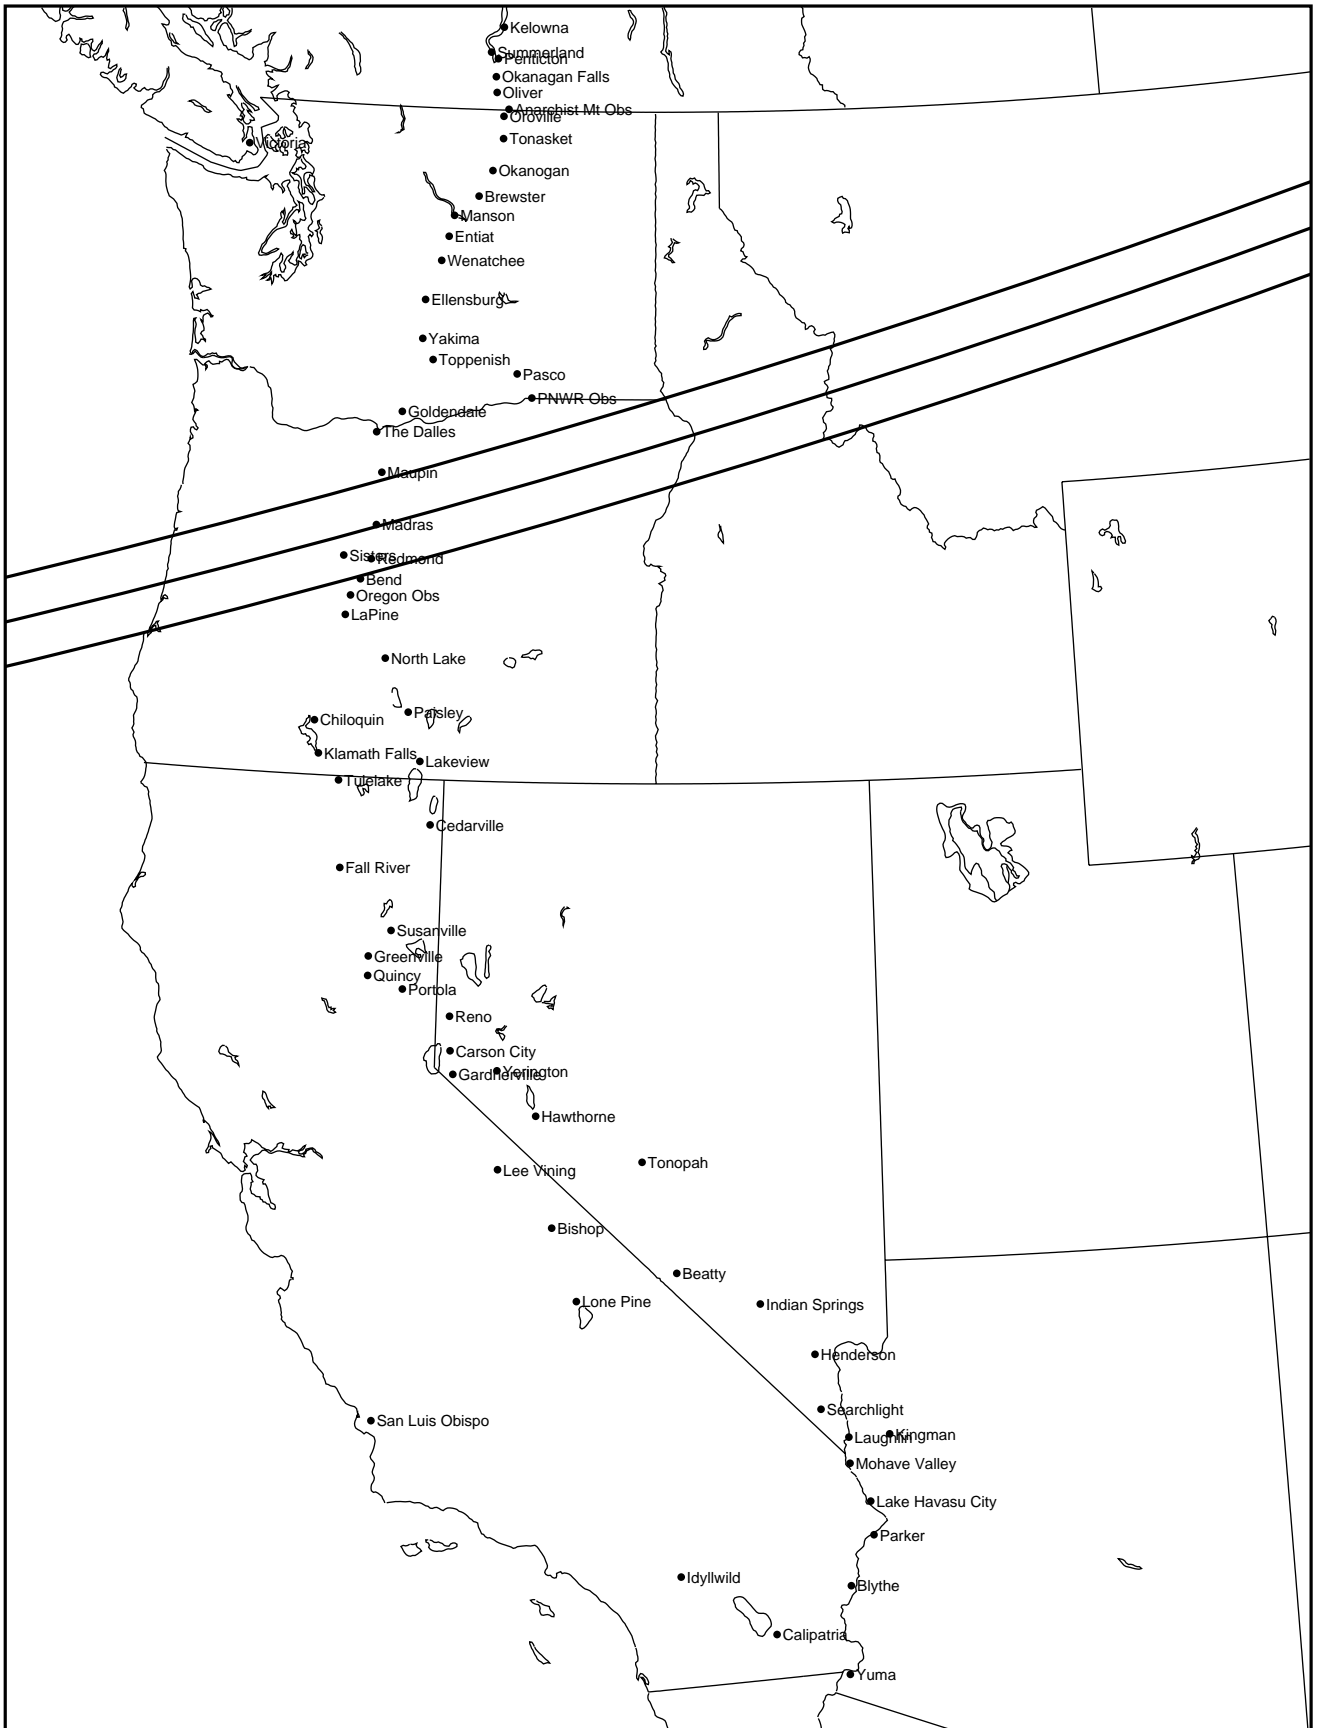 Kelowna
Summerland
Penticton
Okanagan Falls
Oliver
Anarchist Mt Obs
Oroville
Tonasket
Victoria
Okanogan
Brewster
Manson
Entiat
Wenatchee
Ellensburg
Yakima
Toppenish
Pasco
PNWR Obs
Goldendale
The Dalles
Maupin
Madras
Sisters
Redmond
Bend
Oregon Obs
LaPine
North Lake
Paisley
Chiloquin
Klamath Falls
Lakeview
Tulelake
Cedarville
Fall River
Susanville
Greenville
Quincy
Portola
Reno
Carson City
Yerington
Gardnerville
Hawthorne
Tonopah
Lee Vining
Bishop
Beatty
Lone Pine
Indian Springs
Henderson
Searchlight
San Luis Obispo
Kingman
Laughlin
Mohave Valley
Lake Havasu City
Parker
Idyllwild
Blythe
Calipatria
Yuma